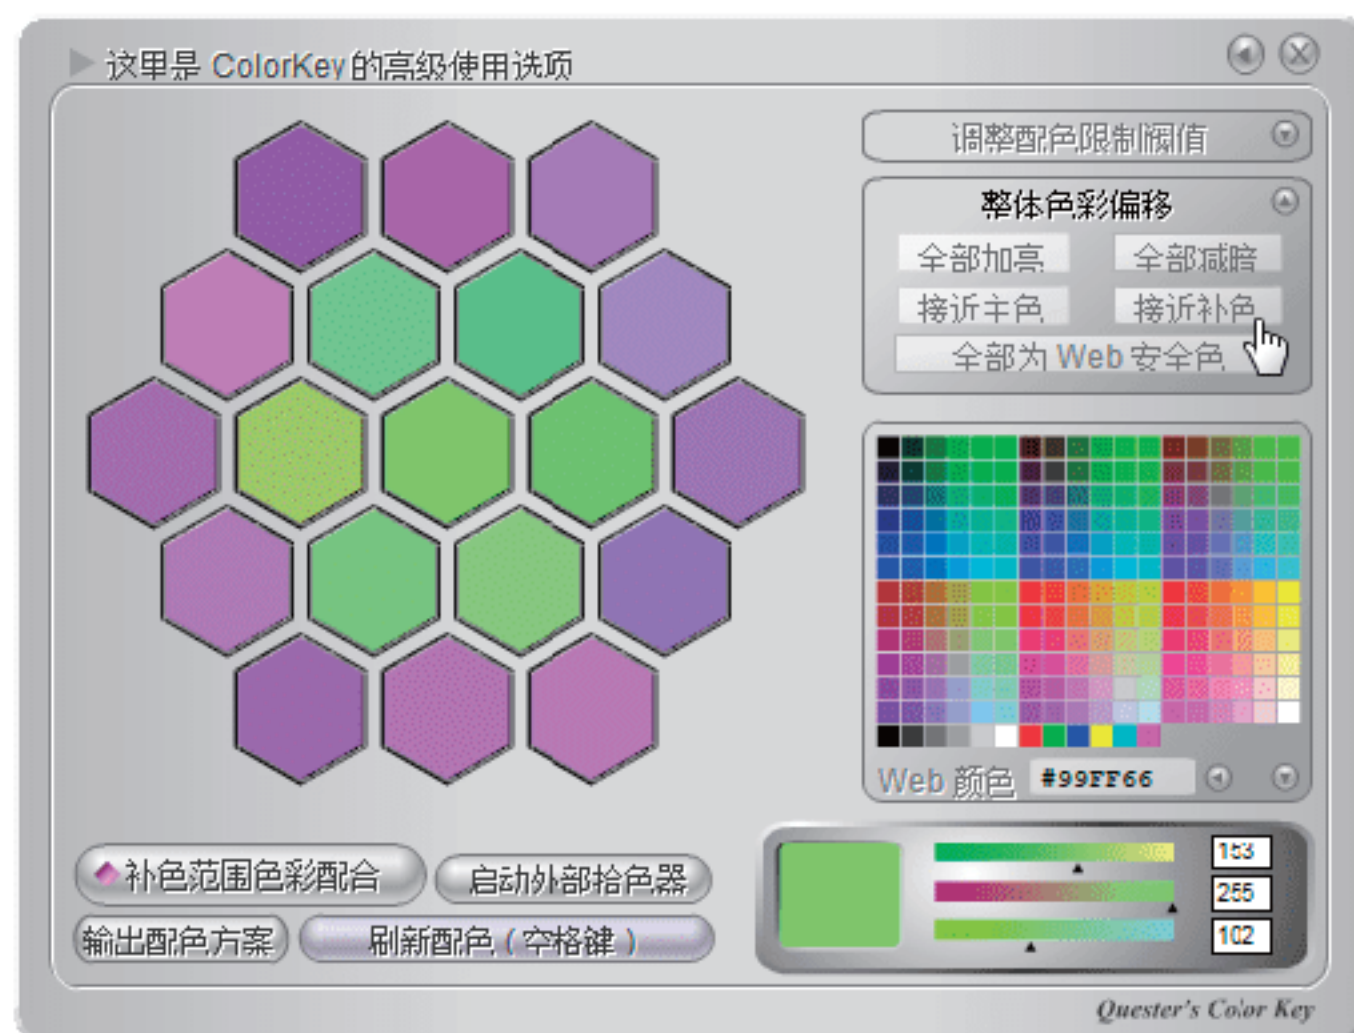 这里是 ColorKey 的高级使用选项
调整配色限制阀值
整体色彩偏移
全部加亮 全部减暗
接近主色 接近补色
全部为 Web 安全色
Web 颜色 #99FF66
153
255
102
补色范围色彩配合 启动外部拾色器
输出配色方案 刷新配色 ( 空格键 )
Quester's Color Key